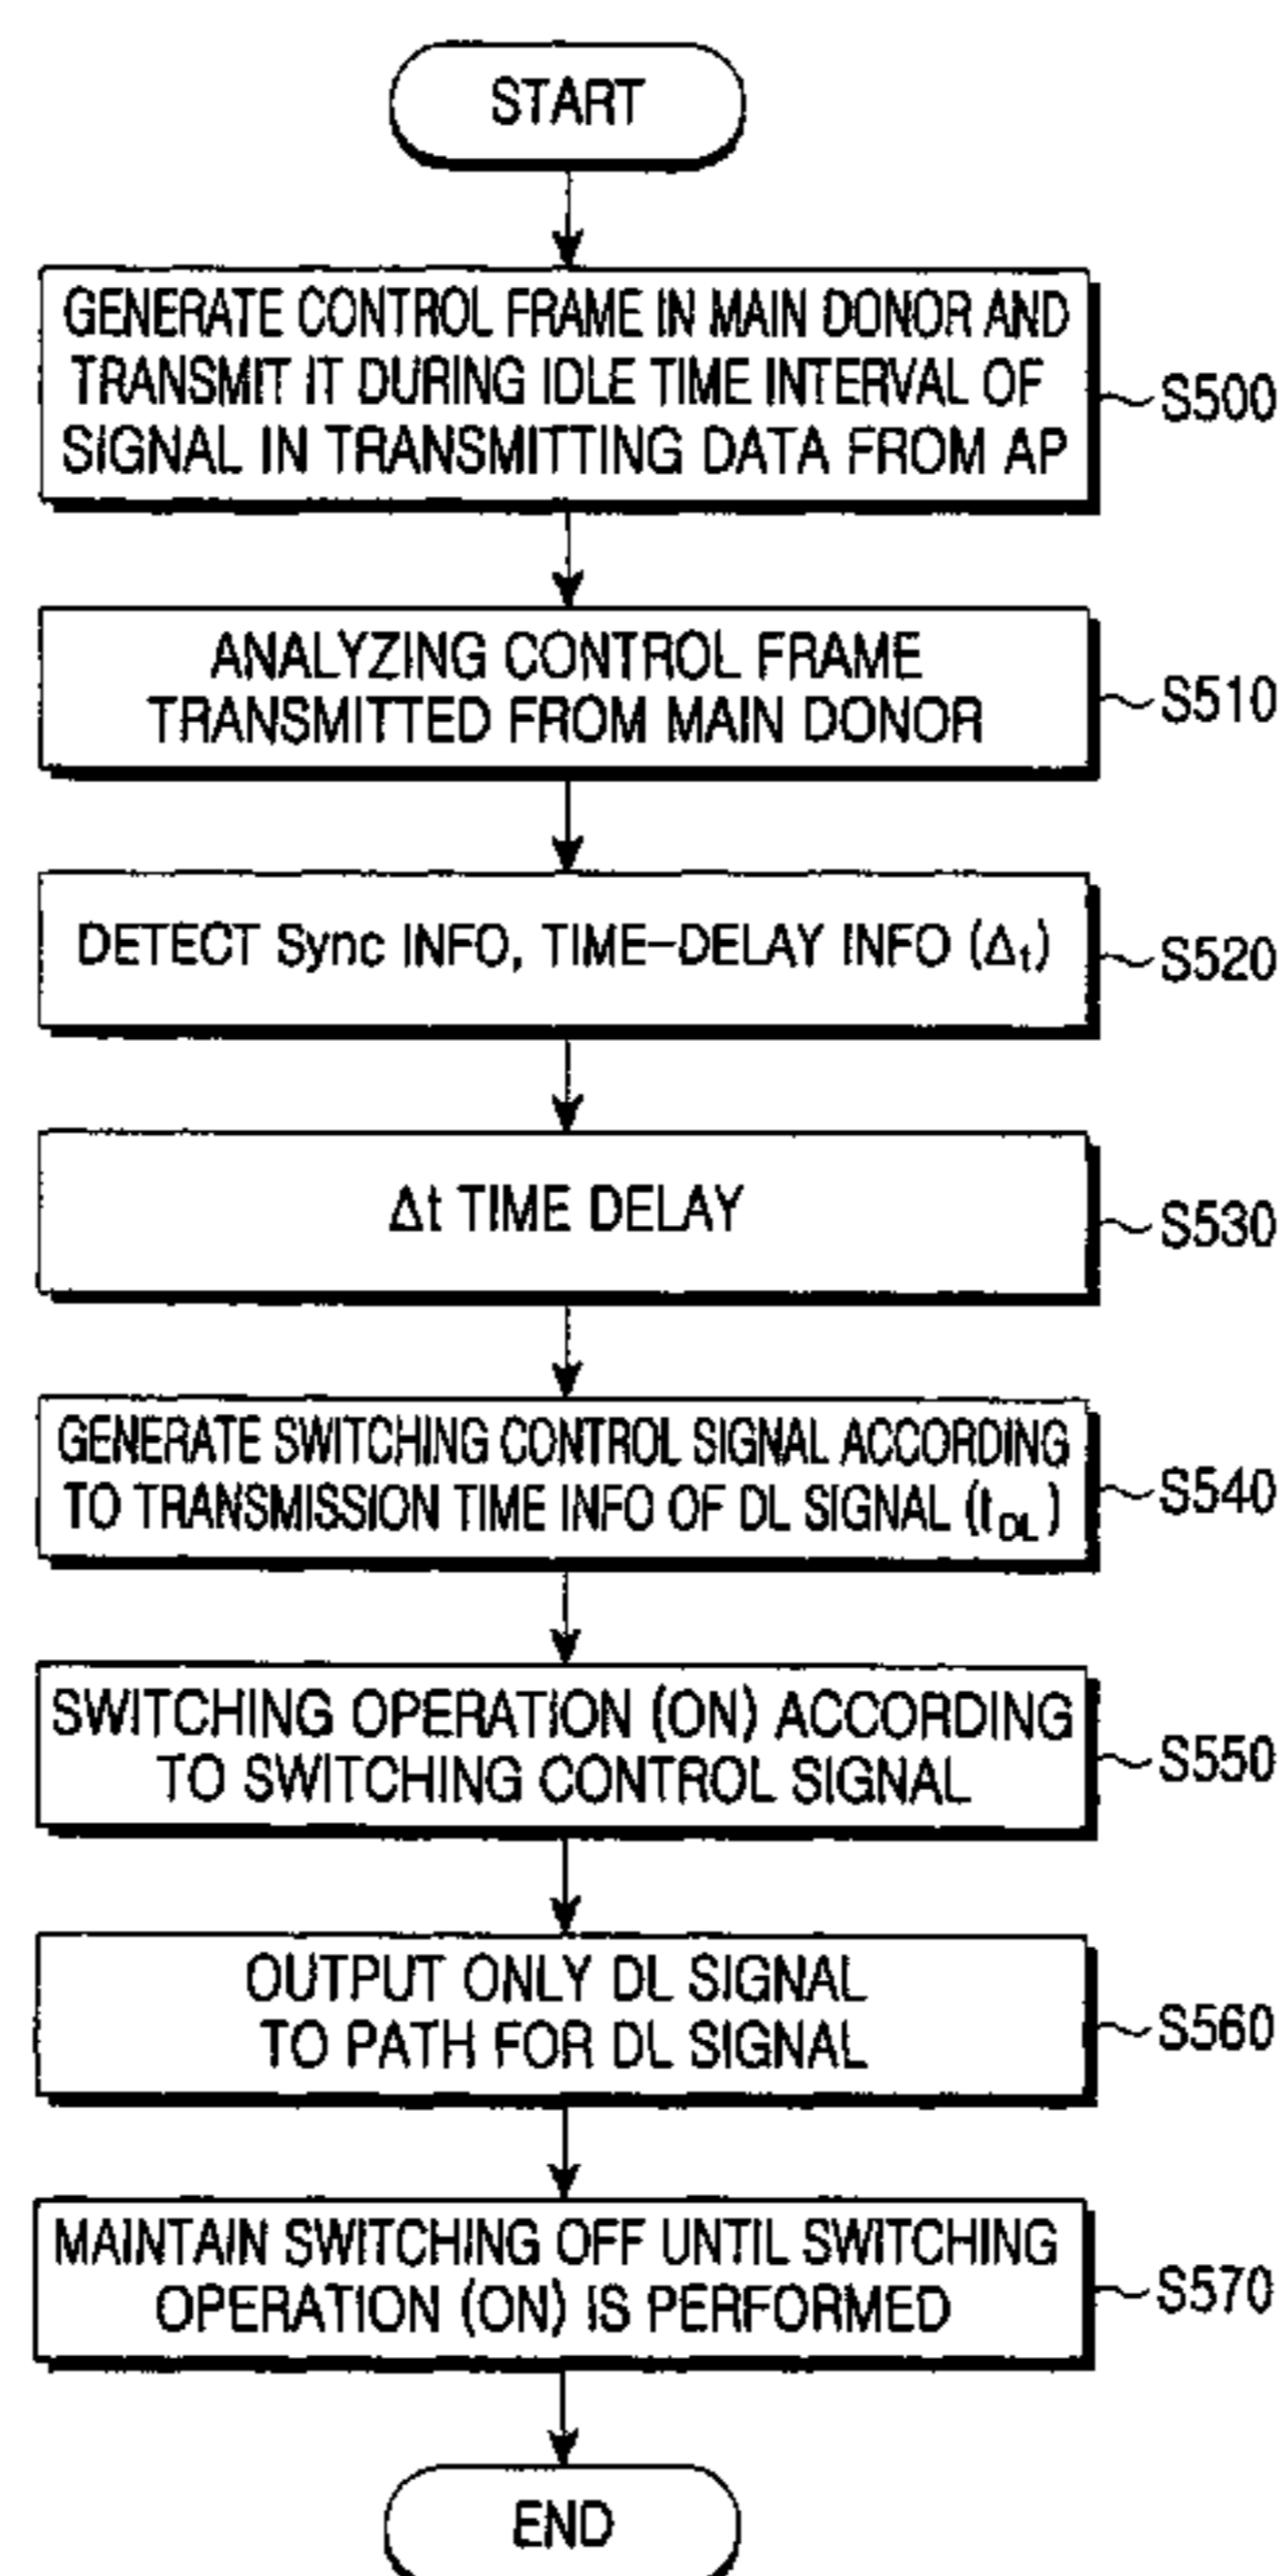 START
GENERATE CONTROL FRAME IN MAIN DONOR AND
TRANSMIT IT DURING IDLE TIME INTERVAL OF
SIGNAL IN TRANSMITTING DATA FROM AP
S500
ANALYZING CONTROL FRAME
TRANSMITTED FROM MAIN DONOR
S510
DETECT Sync INFO, TIME-DELAY INFO (Δt)
S520
Δt TIME DELAY
S530
GENERATE SWITCHING CONTROL SIGNAL ACCORDING
TO TRANSMISSION TIME INFO OF DL SIGNAL (tDL)
S540
SWITCHING OPERATION (ON) ACCORDING
TO SWITCHING CONTROL SIGNAL
S550
OUTPUT ONLY DL SIGNAL
TO PATH FOR DL SIGNAL
S560
MAINTAIN SWITCHING OFF UNTIL SWITCHING
OPERATION (ON) IS PERFORMED
S570
END